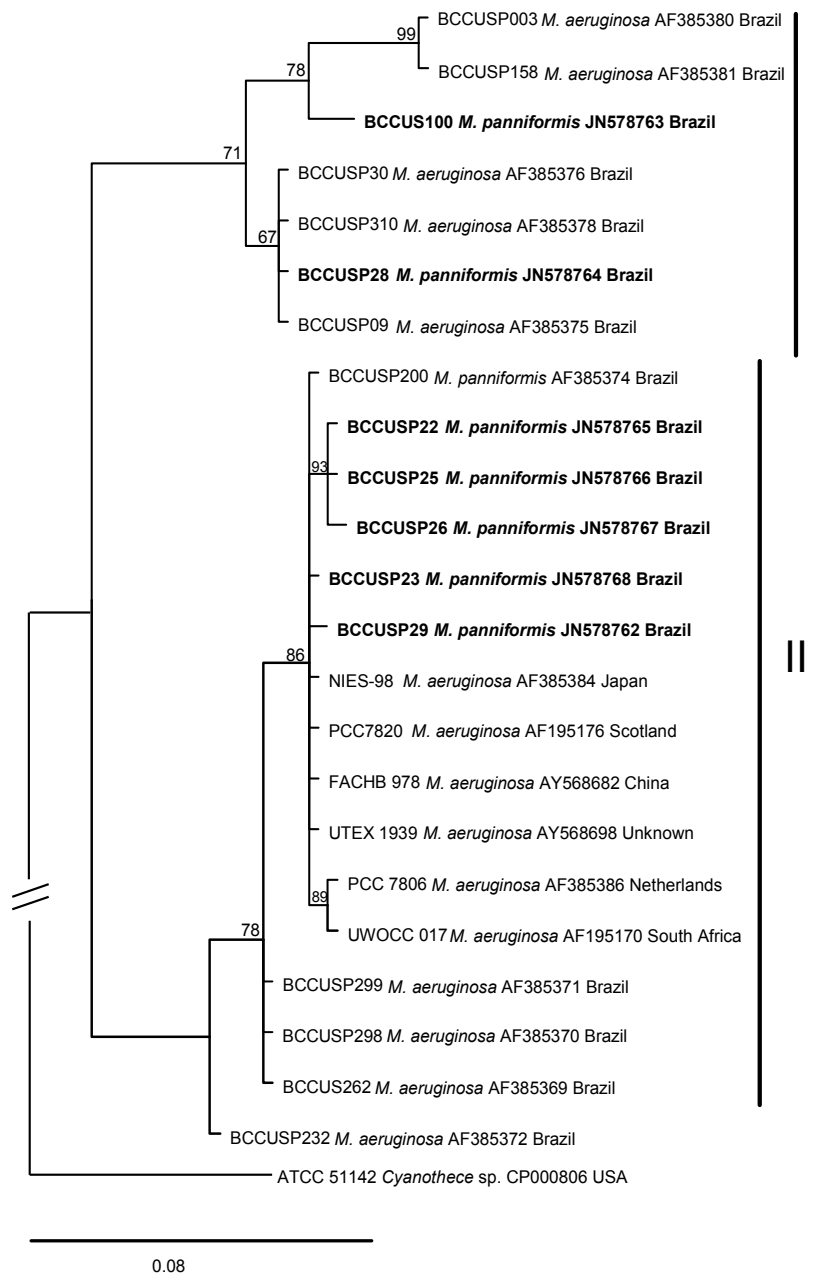 BCCUSP003 M. aeruginosa AF385380 Brazil
99
BCCUSP158 M. aeruginosa AF385381 Brazil
78
BCCUS100 M. panniformis JN578763 Brazil
71
BCCUSP30 M. aeruginosa AF385376 Brazil
BCCUSP310 M. aeruginosa AF385378 Brazil
67
BCCUSP28 M. panniformis JN578764 Brazil
BCCUSP09 M. aeruginosa AF385375 Brazil
BCCUSP200 M. panniformis AF385374 Brazil
BCCUSP22 M. panniformis JN578765 Brazil
93
BCCUSP25 M. panniformis JN578766 Brazil
BCCUSP26 M. panniformis JN578767 Brazil
BCCUSP23 M. panniformis JN578768 Brazil
BCCUSP29 M. panniformis JN578762 Brazil
II
86
NIES-98 M. aeruginosa AF385384 Japan
PCC7820 M. aeruginosa AF195176 Scotland
FACHB 978 M. aeruginosa AY568682 China
UTEX 1939 M. aeruginosa AY568698 Unknown
PCC 7806 M. aeruginosa AF385386 Netherlands
89
UWOCC 017 M. aeruginosa AF195170 South Africa
78
BCCUSP299 M. aeruginosa AF385371 Brazil
BCCUSP298 M. aeruginosa AF385370 Brazil
BCCUS262 M. aeruginosa AF385369 Brazil
BCCUSP232 M. aeruginosa AF385372 Brazil
ATCC 51142 Cyanothece sp. CP000806 USA
0.08